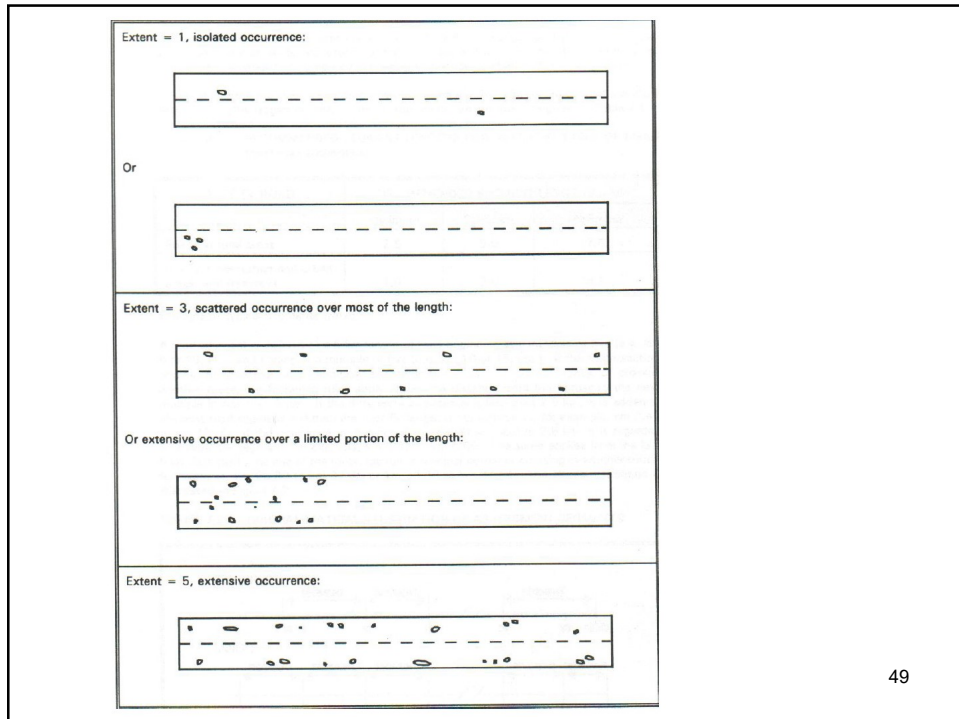 Extent = 1, isolated occurrence:
Or
Extent = 3, scattered occurrence over most of the length:
Or extensive occurrence over a limited portion of the length:
Extent = 5, extensive occurrence:
49